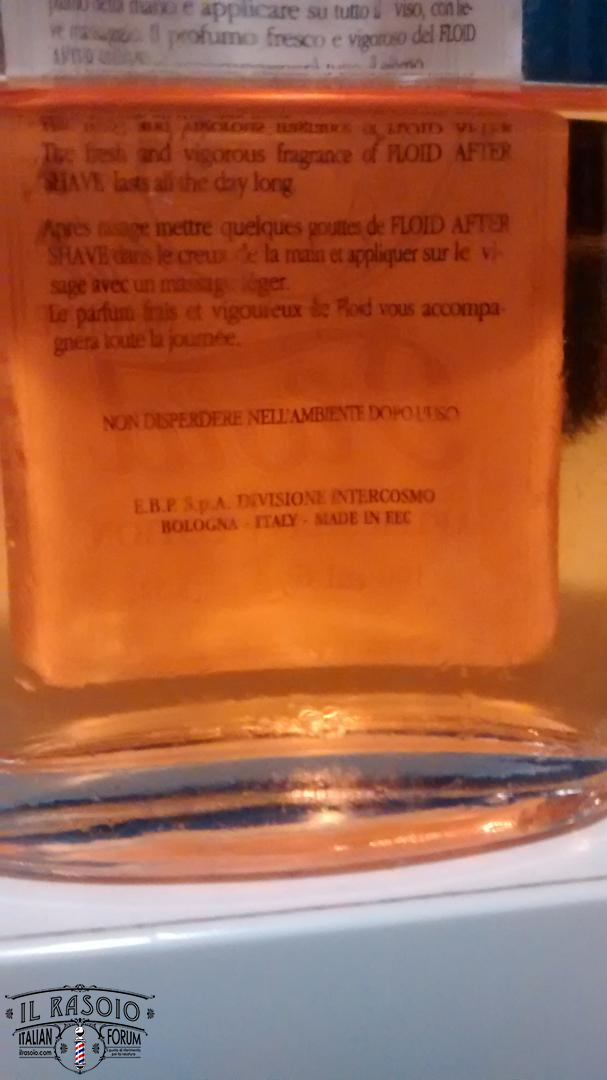 mano e applicare su tutto il viso, con lie-
ve massaggio. Il profumo fresco e vigoroso del FLOID
and
The fresh and vigorous fragrance of FLOID AFTER
SHAVE lasts all the day long.
Après rasage mettre quelques gouttes de FLOID AFTER
SHAVE dans le creux de la main et appliquer sur le vi-
sage avec un massage léger.
Le parfum frais et vigoureux de Floid vous accompa-
gnera toute la journée.
NON DISPERDERE NELL'AMBIENTE DOPO L'USO
E.B.P. S.p.A. DIVISIONE INTERCOSMO
BOLOGNA - ITALY - MADE IN EEC
IL RASOIO
ITALIAN FORUM
ilrasoio.com